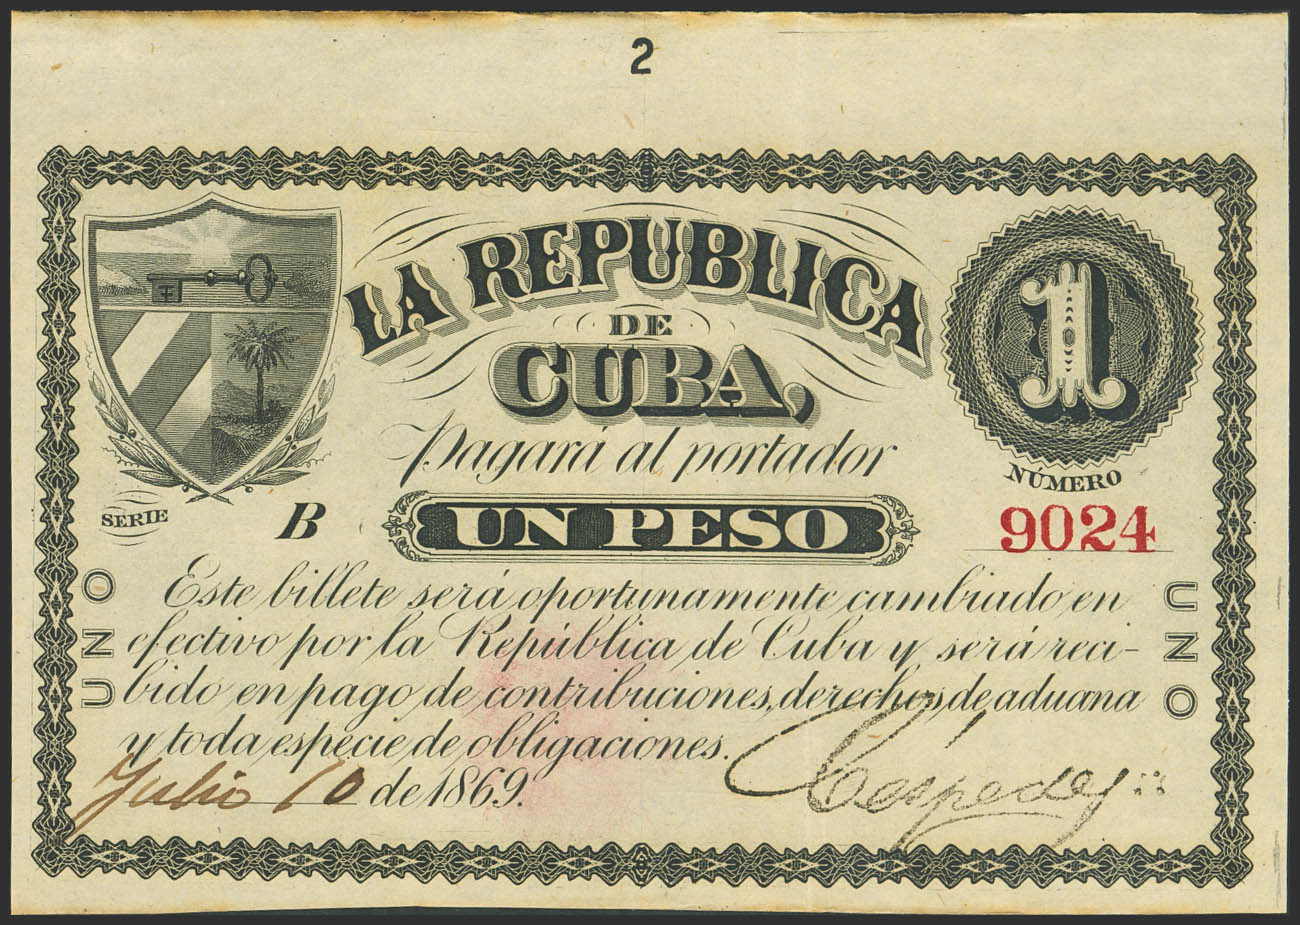 2
LA REPUBLICA
DE
CUBA,
1
Pagará al portador
NÚMERO
SERIE B
UN PESO
9024
UNO
Este billete será oportunamente cambiado en
efectivo por la República de Cuba y será reci-
bido en pago de contribuciones, derechos de aduana
y toda especie de obligaciones.
UNO
Julio 10 de 1869.
Céspedes